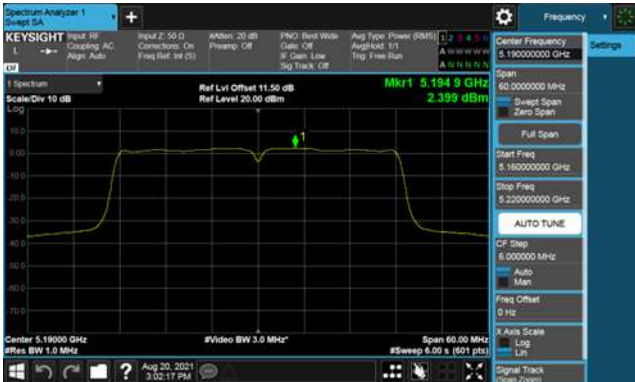 Spectrum Analyzer 1
Swept SA
Frequency
KEYSIGHT
Input: RF
Coupling: AC
Align: Auto
Input Z: 50 Ω
Corrections: On
Freq Ref: Int (S)
#Atten: 20 dB
Preamp: Off
PNO: Best Wide
Gate: Off
IF Gain: Low
Sig Track: Off
Avg Type: Power (RMS)
Avg|Hold: 1/1
Trig: Free Run
1 2 3 4 5 6
A W W W W W
A N N N N N
L
LW
1 Spectrum
Scale/Div 10 dB
Log
Ref Lvl Offset 11.50 dB
Ref Level 20.00 dBm
Mkr1 5.194 9 GHz
2.399 dBm
1
10.0
0.00
-10.0
-20.0
-30.0
-40.0
-50.0
-60.0
-70.0
Center 5.19000 GHz
#Res BW 1.0 MHz
#Video BW 3.0 MHz*
Span 60.00 MHz
#Sweep 6.00 s (601 pts)
Aug 20, 2021
3:02:17 PM
Center Frequency
5.190000000 GHz
Span
60.0000000 MHz
Swept Span
Zero Span
Full Span
Start Freq
5.160000000 GHz
Stop Freq
5.220000000 GHz
AUTO TUNE
CF Step
6.000000 MHz
Auto
Man
Freq Offset
0 Hz
X Axis Scale
Log
Lin
Signal Track
(Span Zoom)
Settings